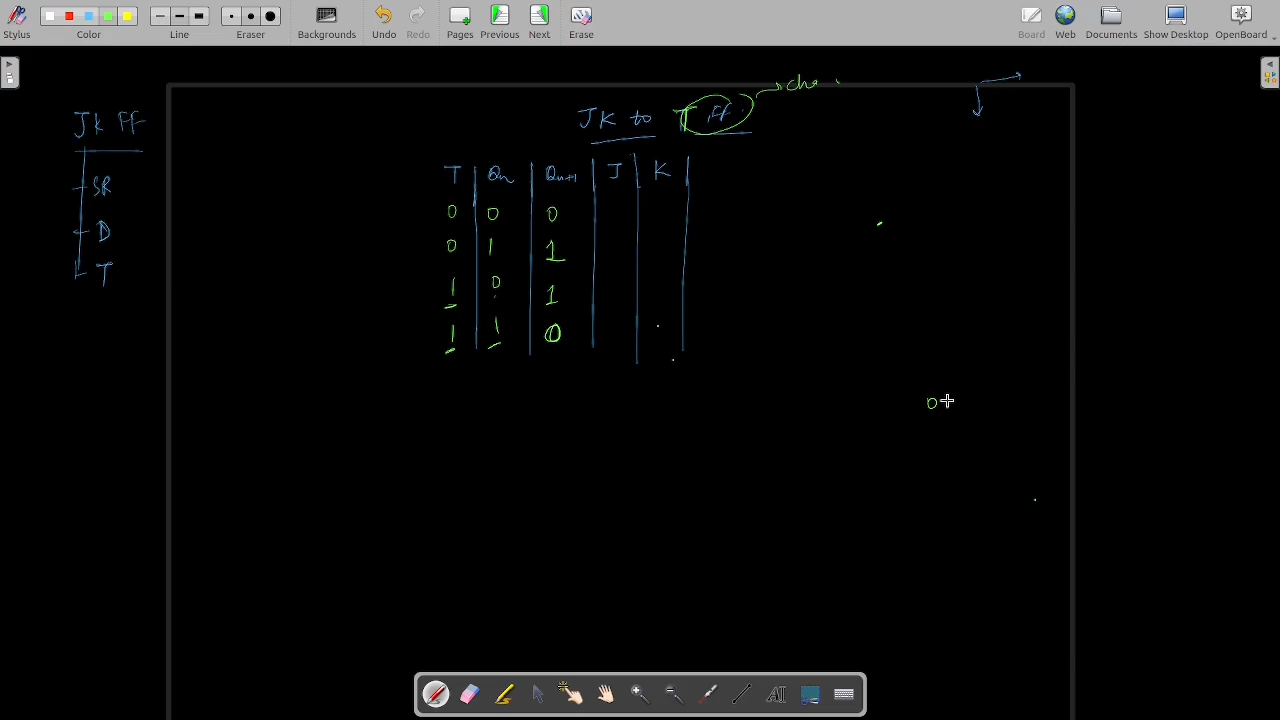 Stylus Color Line Eraser Backgrounds Undo Redo Pages Previous Next Erase Board Web Documents Show Desktop OpenBoard
JK FF
SR
D
T
JK to T FF
cha
T Qn Qn+1 J K
0 0 0
0 1 1
1 0 1
1 1 0
0
AI